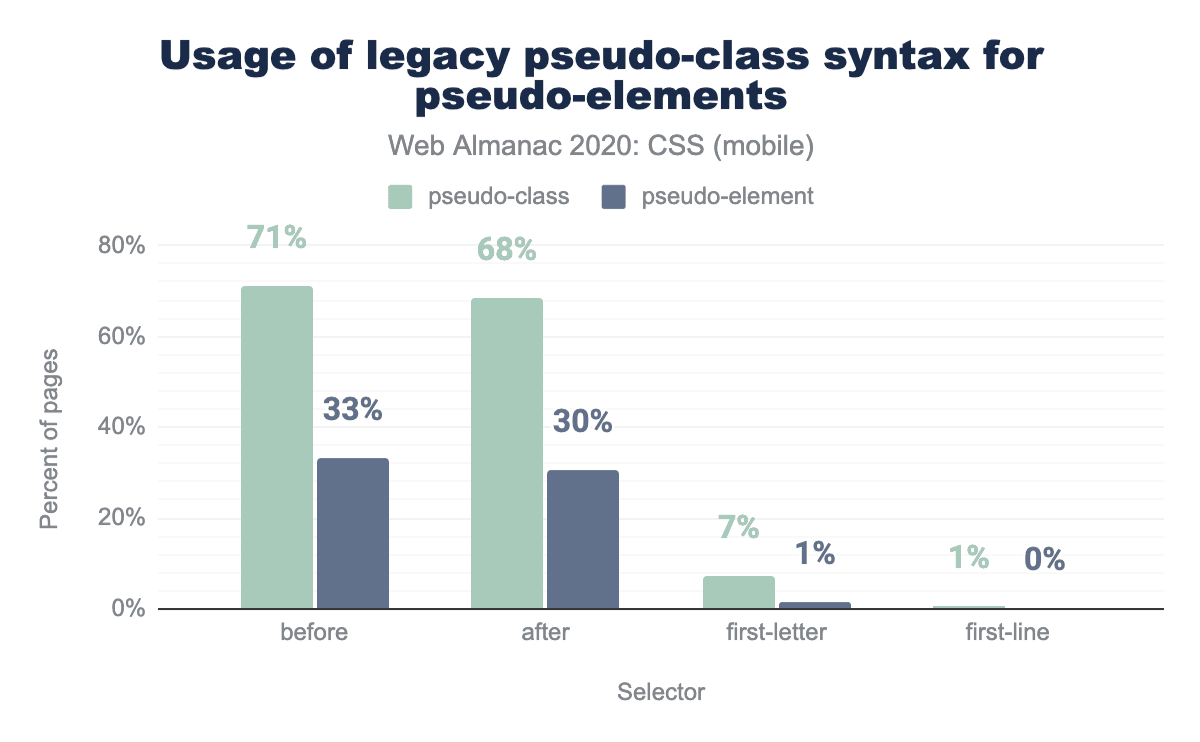 Usage of legacy pseudo-class syntax for
pseudo-elements
Web Almanac 2020: CSS (mobile)
pseudo-class pseudo-element
80%
60%
40%
20%
0%
Percent of pages
71%
33%
68%
30%
7%
1%
1%
0%
before after first-letter first-line
Selector